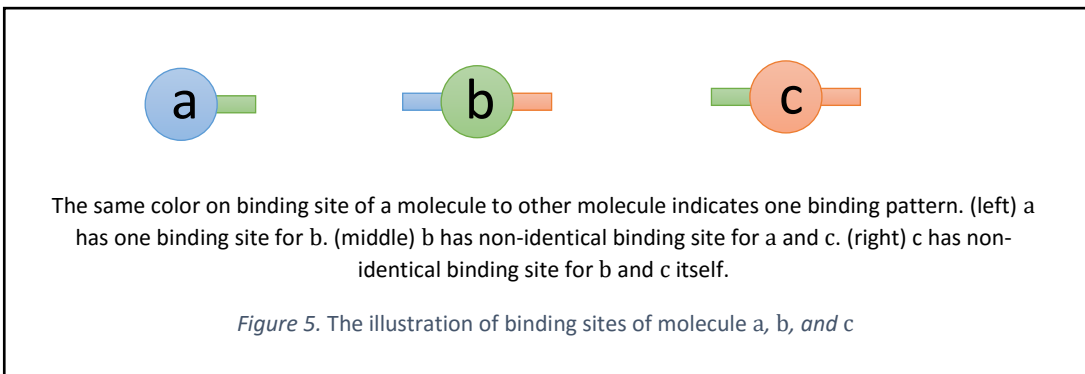 a b c
The same color on binding site of a molecule to other molecule indicates one binding pattern. (left) a
has one binding site for b. (middle) b has non-identical binding site for a and c. (right) c has non-
identical binding site for b and c itself.
Figure 5. The illustration of binding sites of molecule a, b, and c